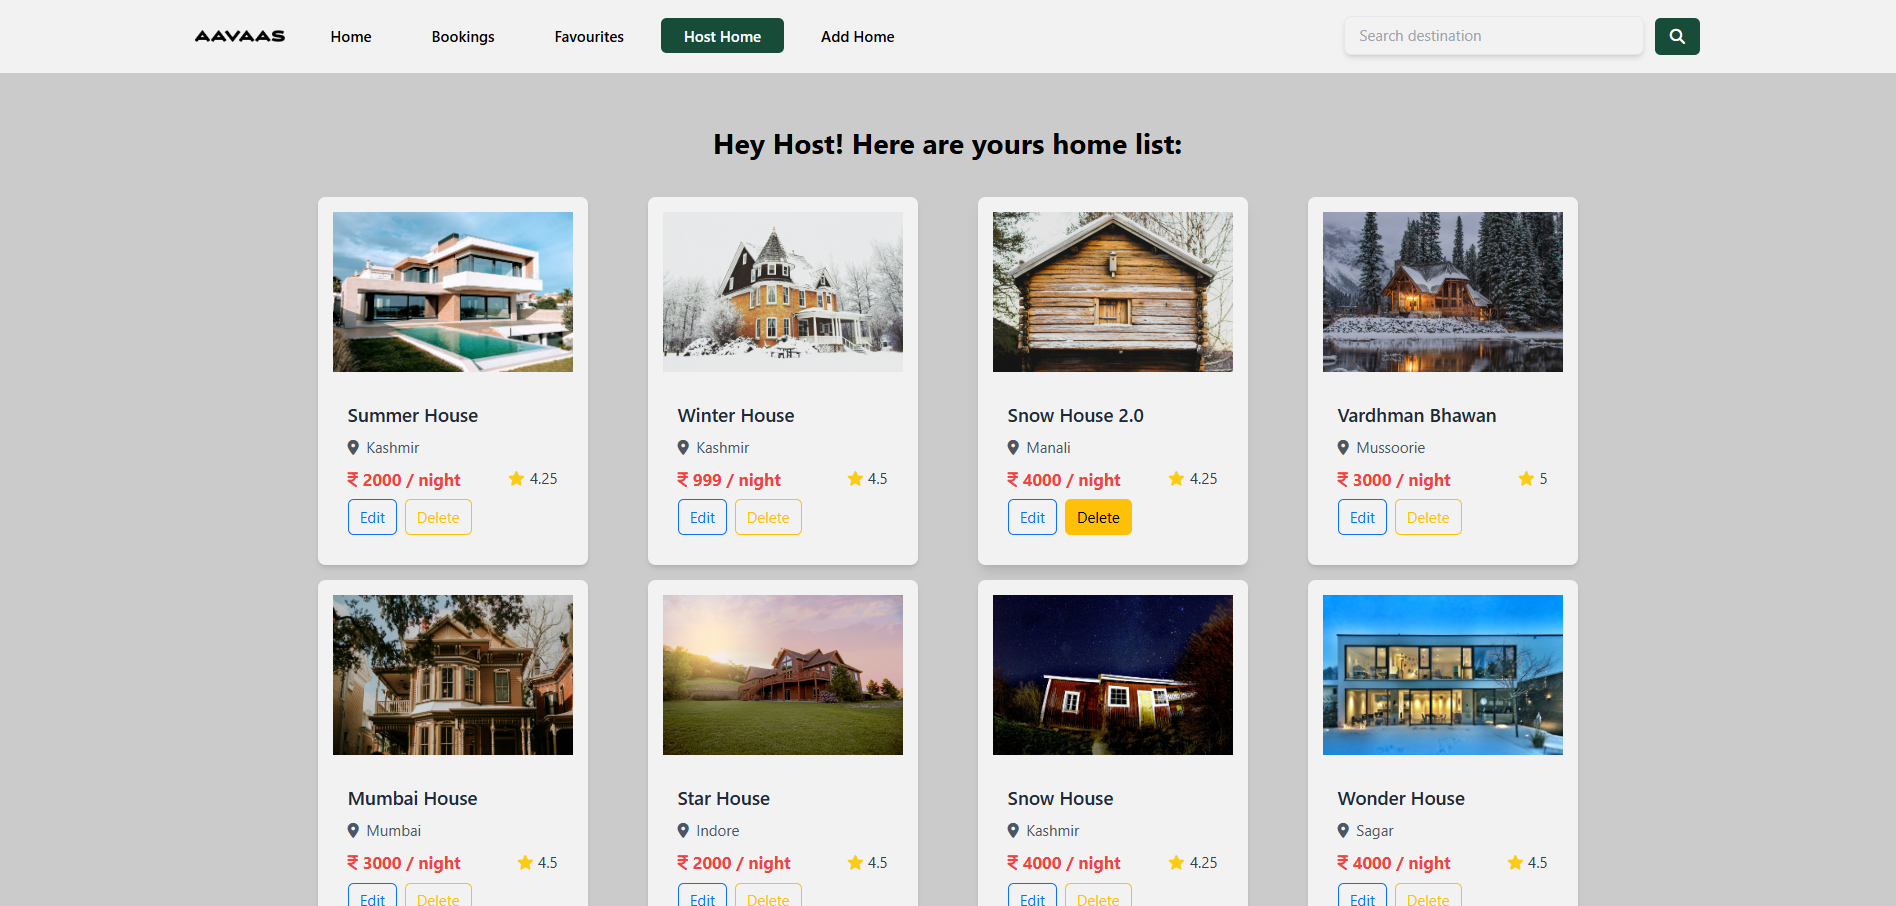 AAVAAS Home Bookings Favourites Host Home Add Home Search destination
Hey Host! Here are yours home list:
Summer House
Kashmir
₹ 2000 / night 4.25
Edit Delete
Winter House
Kashmir
₹ 999 / night 4.5
Edit Delete
Snow House 2.0
Manali
₹ 4000 / night 4.25
Edit Delete
Vardhman Bhawan
Mussoorie
₹ 3000 / night 5
Edit Delete
Mumbai House
Mumbai
₹ 3000 / night 4.5
Edit Delete
Star House
Indore
₹ 2000 / night 4.5
Edit Delete
Snow House
Kashmir
₹ 4000 / night 4.25
Edit Delete
Wonder House
Sagar
₹ 4000 / night 4.5
Edit Delete